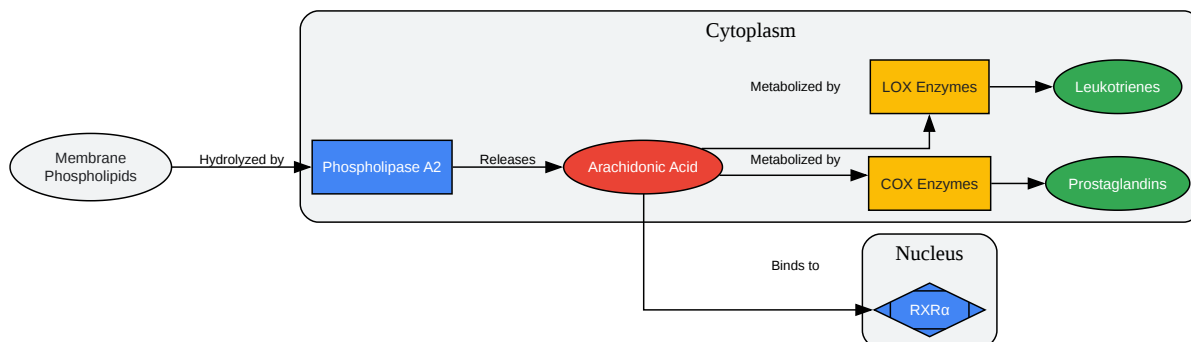 Cytoplasm
Metabolized by
LOX Enzymes
Leukotrienes
Membrane
Phospholipids
Hydrolyzed by
Phospholipase A2
Releases
Arachidonic Acid
Metabolized by
COX Enzymes
Prostaglandins
Nucleus
Binds to
RXRα